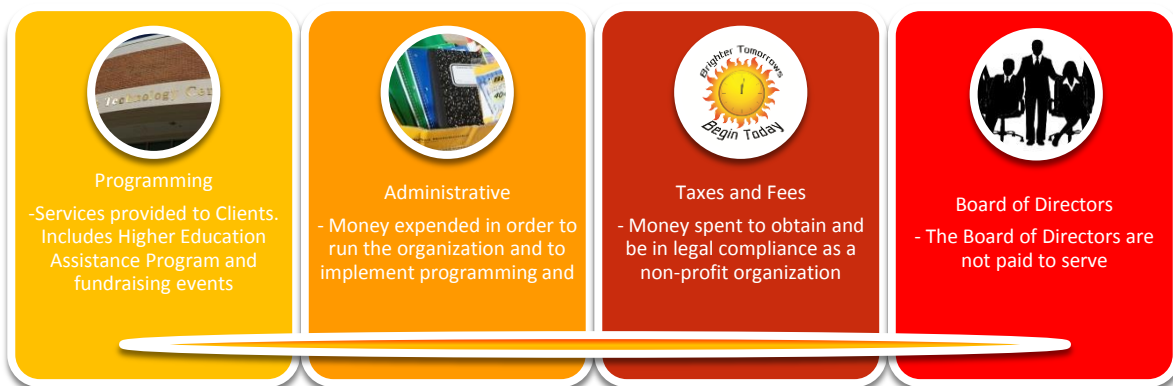 Technology
Programming
-Services provided to Clients.
Includes Higher Education
Assistance Program and
fundraising events
Administrative
- Money expended in order to
run the organization and to
implement programming and
Brighter Tomorrows
Begin Today
Taxes and Fees
- Money spent to obtain and
be in legal compliance as a
non-profit organization
Board of Directors
- The Board of Directors are
not paid to serve